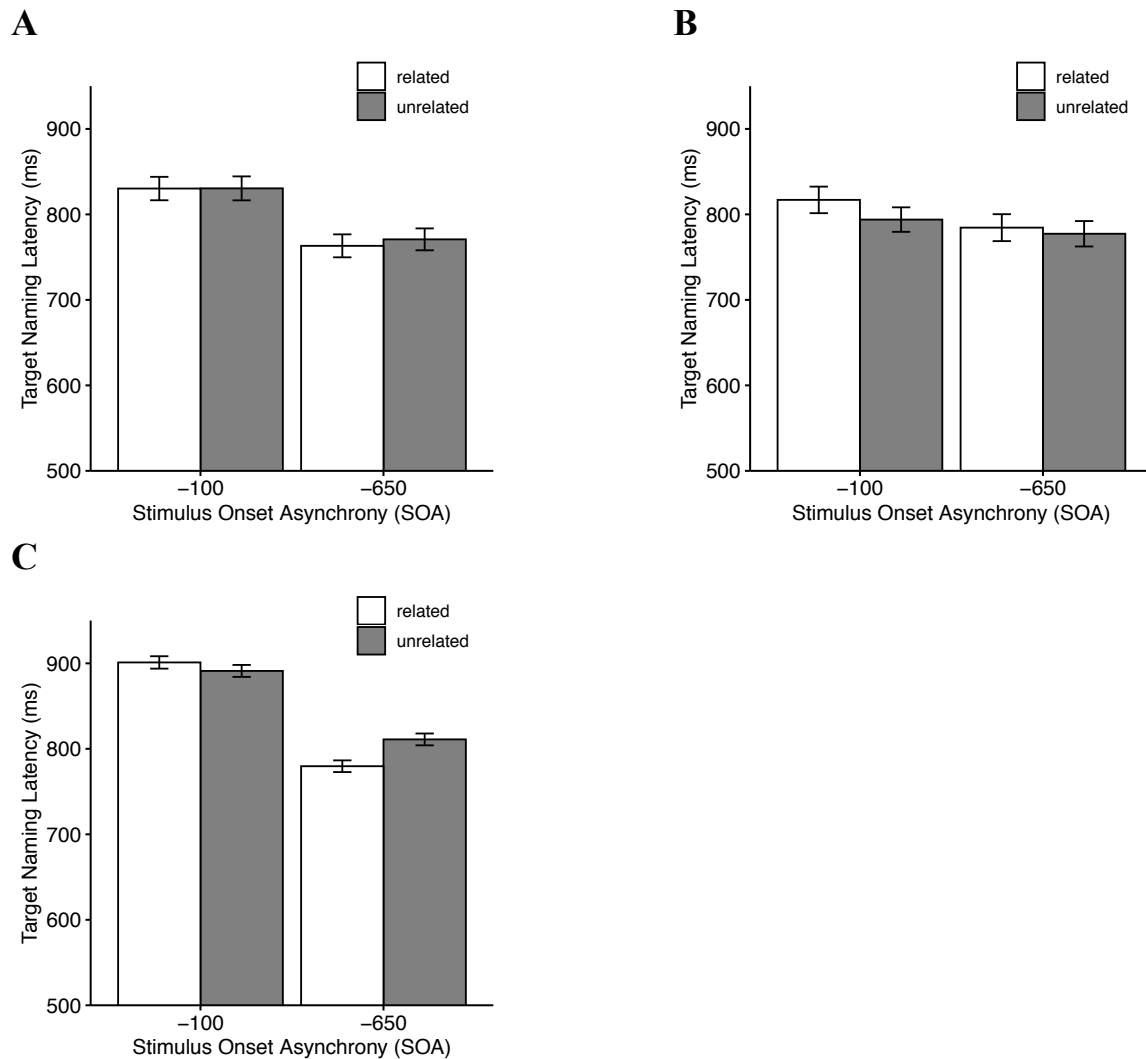 A
related
unrelated
900
800
700
600
500
Target Naming Latency (ms)
−100
−650
Stimulus Onset Asynchrony (SOA)
B
related
unrelated
900
800
700
600
500
Target Naming Latency (ms)
−100
−650
Stimulus Onset Asynchrony (SOA)
C
related
unrelated
900
800
700
600
500
Target Naming Latency (ms)
−100
−650
Stimulus Onset Asynchrony (SOA)